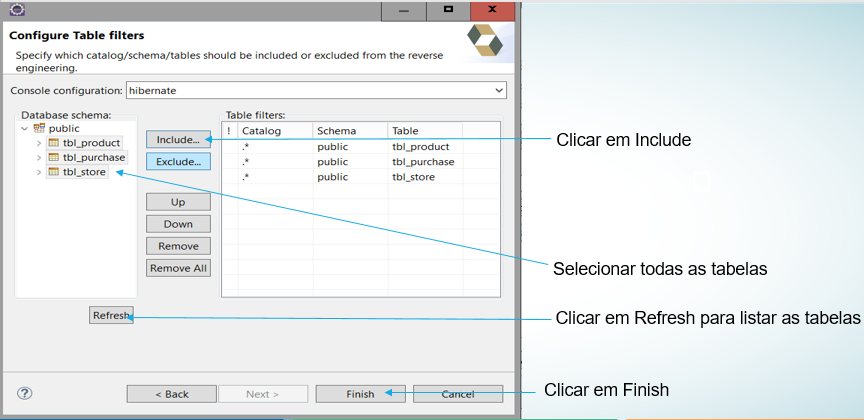 Configure Table filters
Specify which catalog/schema/tables should be included or excluded from the reverse
engineering.
Console configuration: hibernate
Database schema:
public
tbl_product
tbl_purchase
tbl_store
Include...
Exclude...
Up
Down
Remove
Remove All
Refresh
Table filters:
! Catalog Schema Table
.* public tbl_product
.* public tbl_purchase
.* public tbl_store
? < Back Next > Finish Cancel
Clicar em Include
Selecionar todas as tabelas
Clicar em Refresh para listar as tabelas
Clicar em Finish